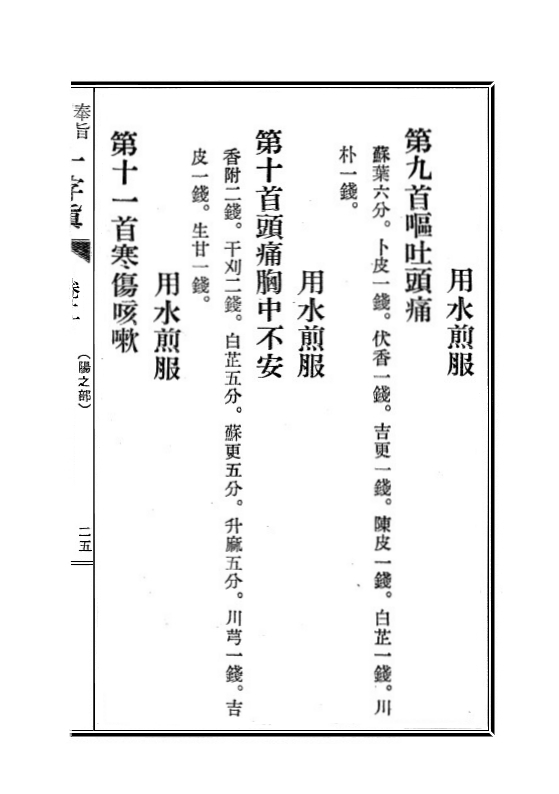 用水煎服
第九首嘔吐頭痛
蘇葉六分。卜皮一錢。伏香一錢。吉更一錢。陳皮一錢。白芷一錢。川
朴一錢。
用水煎服
第十首頭痛胸中不安
香附二錢。干刈二錢。白芷五分。蘇更五分。升麻五分。川芎一錢。吉
皮一錢。生甘一錢。
用水煎服
第十一首寒傷咳嗽
奉旨
(陽之部)
二五